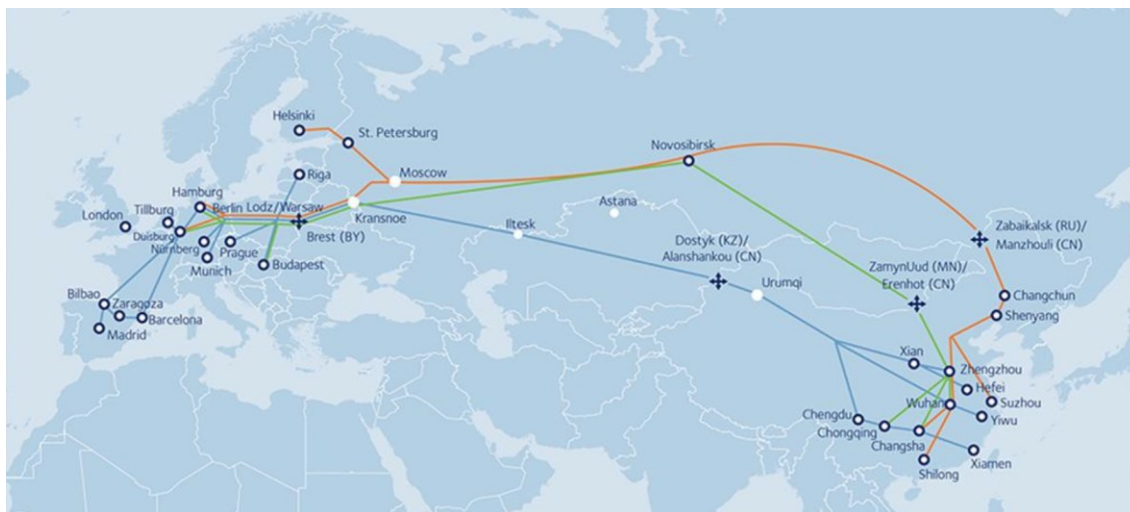 Helsinki
St. Petersburg
Novosibirsk
Riga
Moscow
Hamburg
Berlin
Lodz/Warsaw
Astana
London
Tillburg
Kransnoe
Iltesk
Zabaikalsk (RU)/
Manzhouli (CN)
Duisburg
Brest (BY)
Dostyk (KZ)/
Alanshankou (CN)
Nürnberg
Prague
Munich
Budapest
ZamynUud (MN)/
Erenhot (CN)
Urumqi
Bilbao
Zaragoza
Changchun
Barcelona
Shenyang
Madrid
Xian
Zhengzhou
Hefei
Wuhan
Suzhou
Chengdu
Yiwu
Chongqing
Changsha
Xiamen
Shilong